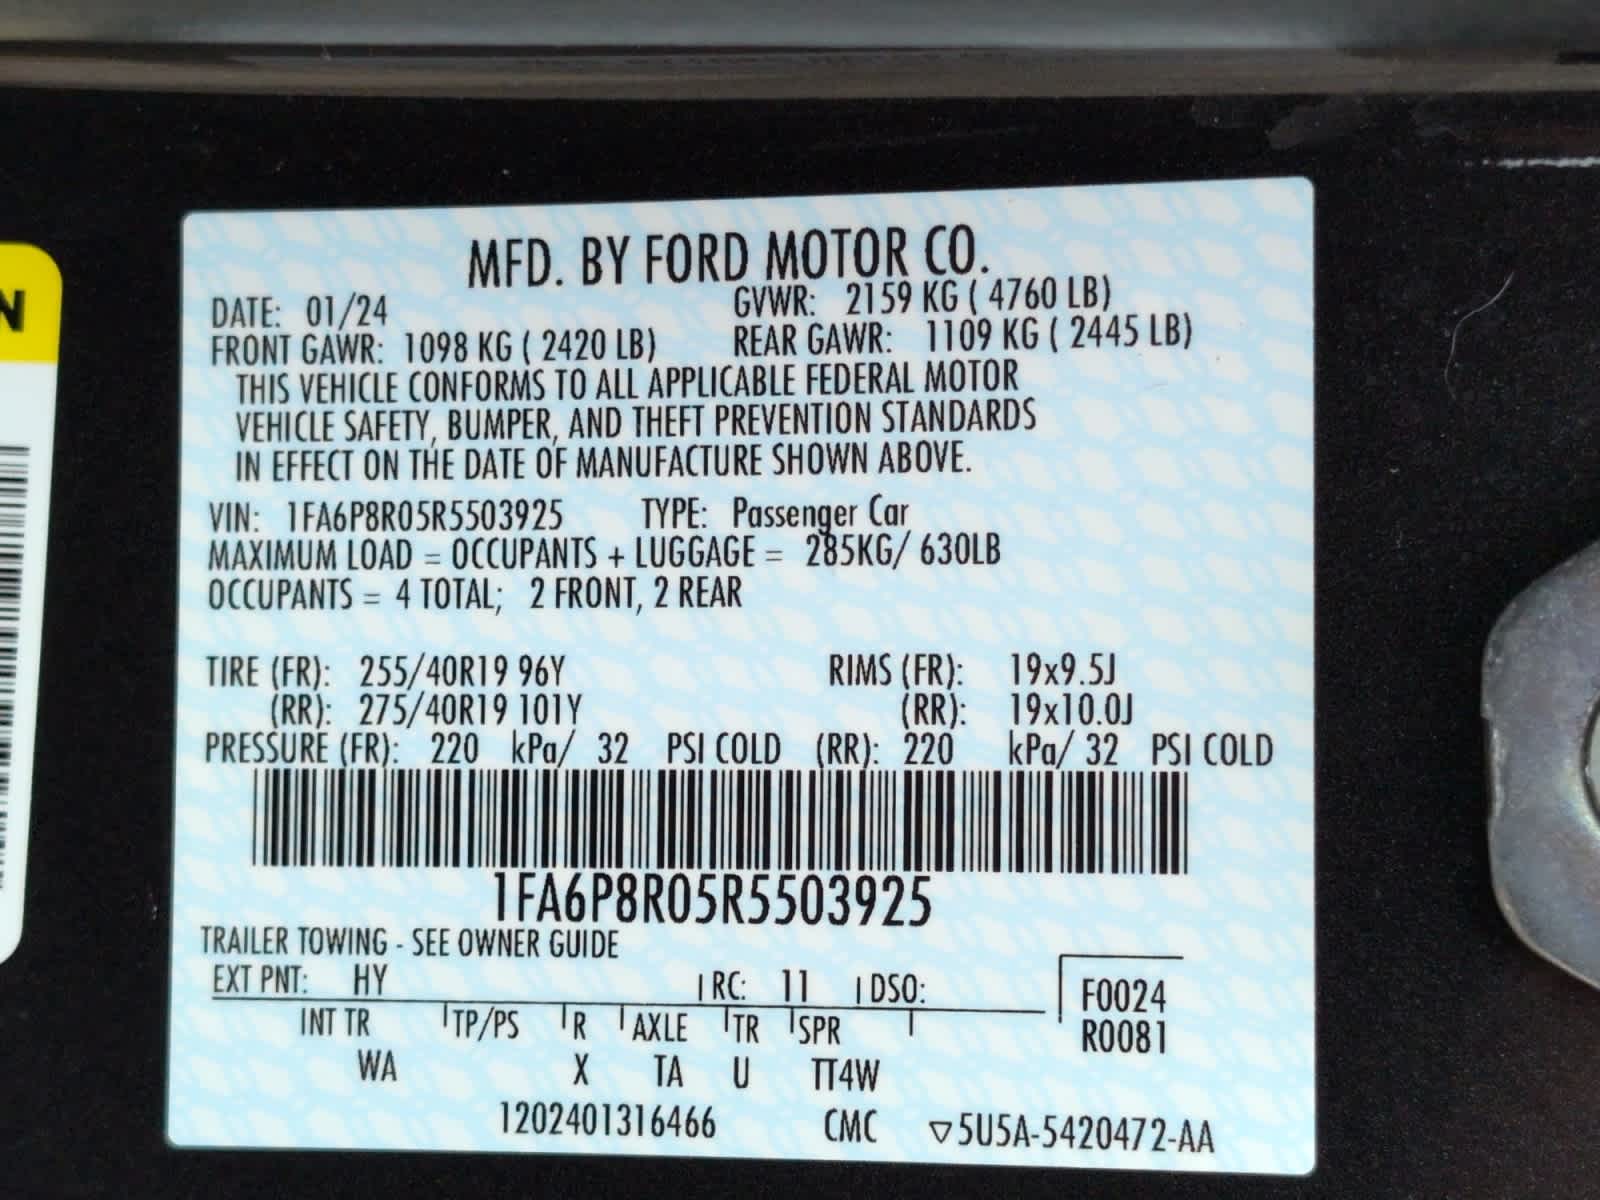 N
MFD. BY FORD MOTOR CO.
DATE: 01/24 GVWR: 2159 KG ( 4760 LB)
FRONT GAWR: 1098 KG ( 2420 LB) REAR GAWR: 1109 KG ( 2445 LB)
THIS VEHICLE CONFORMS TO ALL APPLICABLE FEDERAL MOTOR
VEHICLE SAFETY, BUMPER, AND THEFT PREVENTION STANDARDS
IN EFFECT ON THE DATE OF MANUFACTURE SHOWN ABOVE.
VIN: 1FA6P8R05R5503925 TYPE: Passenger Car
MAXIMUM LOAD = OCCUPANTS + LUGGAGE = 285KG/ 630LB
OCCUPANTS = 4 TOTAL; 2 FRONT, 2 REAR
TIRE (FR): 255/40R19 96Y RIMS (FR): 19x9.5J
(RR): 275/40R19 101Y (RR): 19x10.0J
PRESSURE (FR): 220 kPa/ 32 PSI COLD (RR): 220 kPa/ 32 PSI COLD
1FA6P8R05R5503925
TRAILER TOWING - SEE OWNER GUIDE
EXT PNT: HY RC: 11 DSO: F0024
INT TR TP/PS R AXLE TR SPR R0081
WA X TA U TT4W
1202401316466 CMC ▽5U5A-5420472-AA